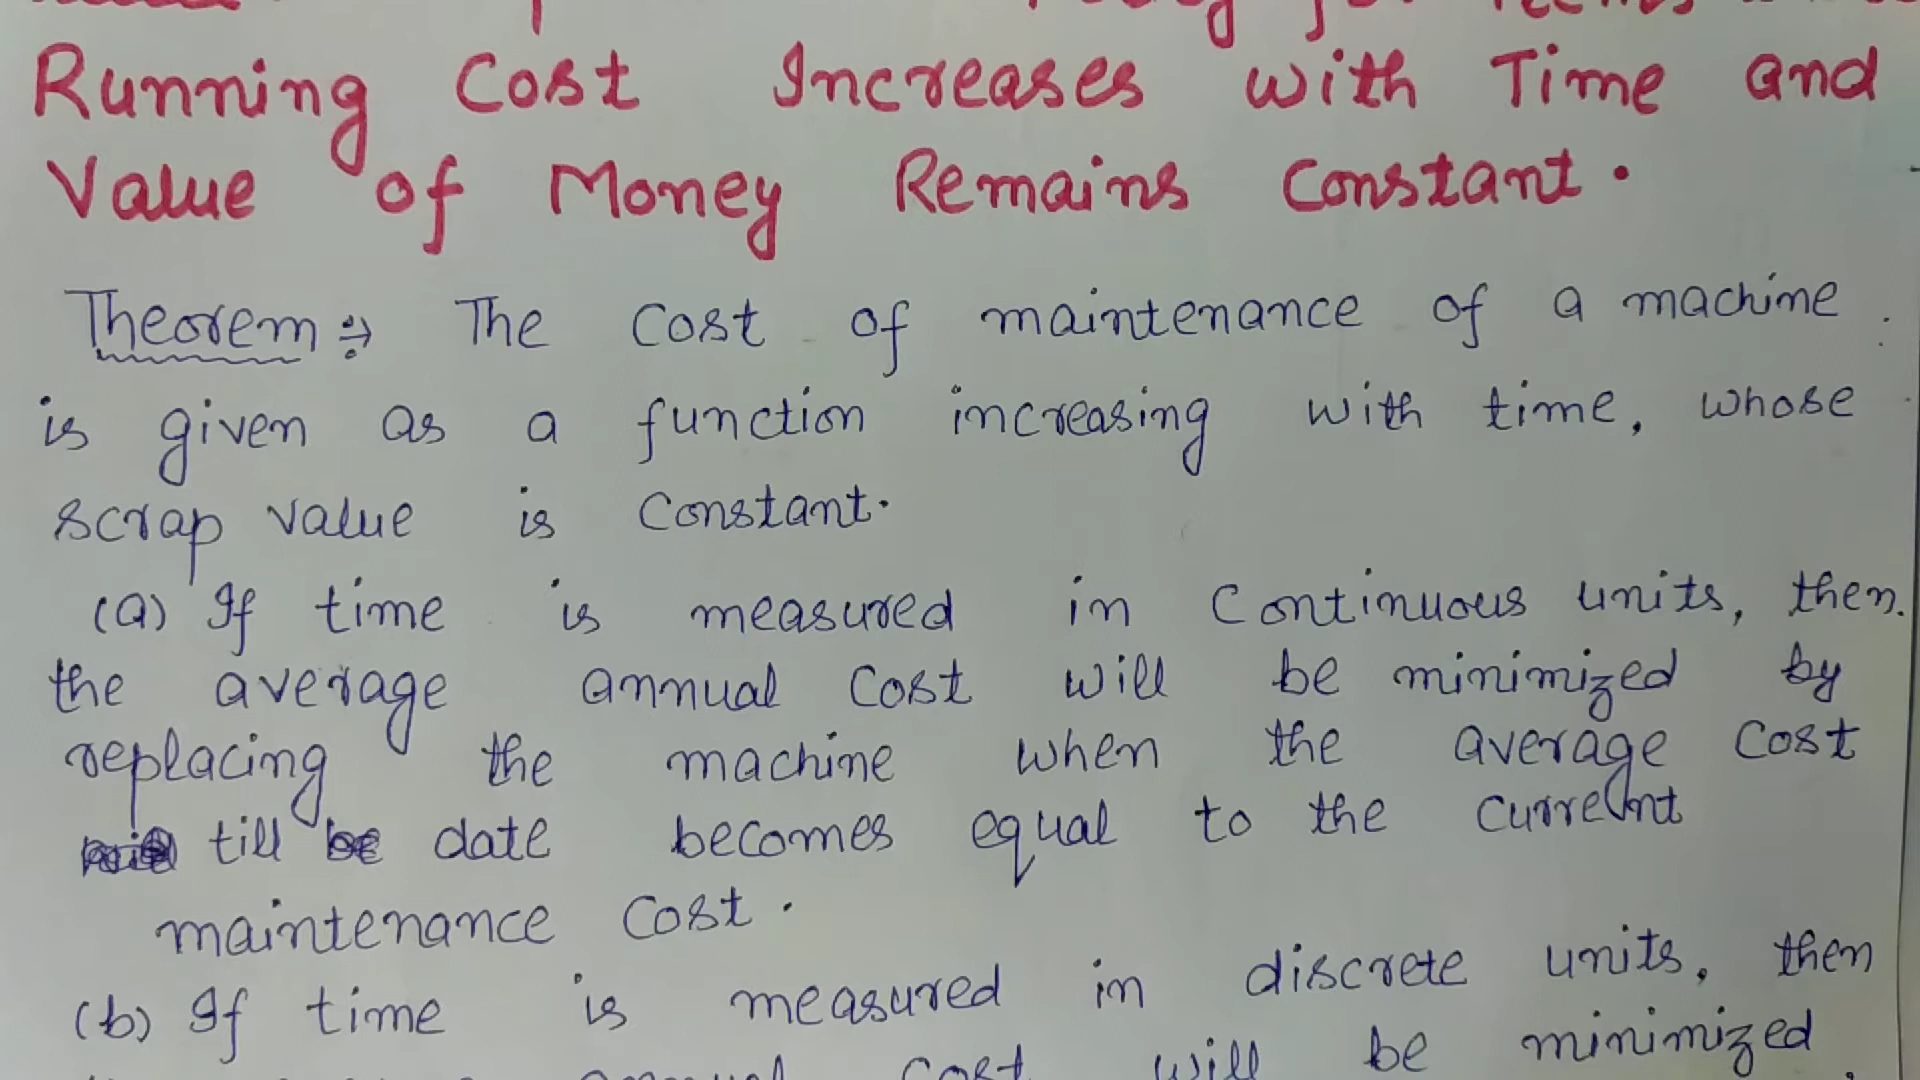 Running Cost Increases with Time and
Value of Money Remains Constant.
Theorem :⇒ The cost of maintenance of a machine
is given as a function increasing with time, whose
scrap value is constant.
(a) If time is measured in continuous units, then
the average annual cost will be minimized by
replacing the machine when the average cost
till date becomes equal to the current
maintenance cost.
(b) If time is measured in discrete units, then
annual cost will be minimized